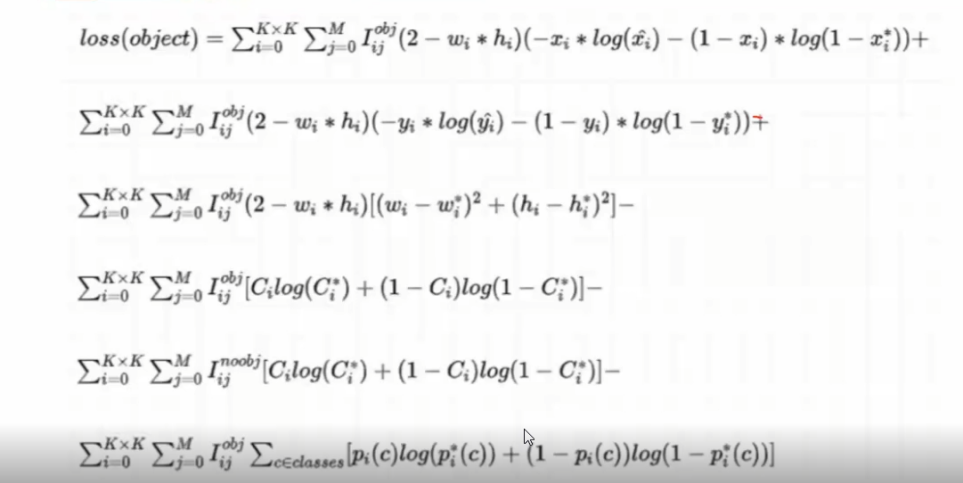 loss(object) = ∑_{i=0}^{K×K} ∑_{j=0}^{M} I_{ij}^{obj} (2 − w_i * h_i)(−x_i * log(x̂_i) − (1 − x_i) * log(1 − x_i^*))+
∑_{i=0}^{K×K} ∑_{j=0}^{M} I_{ij}^{obj} (2 − w_i * h_i)(−y_i * log(ŷ_i) − (1 − y_i) * log(1 − y_i^*))+
∑_{i=0}^{K×K} ∑_{j=0}^{M} I_{ij}^{obj} (2 − w_i * h_i)[(w_i − w_i^*)^2 + (h_i − h_i^*)^2]−
∑_{i=0}^{K×K} ∑_{j=0}^{M} I_{ij}^{obj} [C_i log(C_i^*) + (1 − C_i)log(1 − C_i^*)]−
∑_{i=0}^{K×K} ∑_{j=0}^{M} I_{ij}^{noobj} [C_i log(C_i^*) + (1 − C_i)log(1 − C_i^*)]−
∑_{i=0}^{K×K} ∑_{j=0}^{M} I_{ij}^{obj} ∑_{c∈classes} [p_i(c)log(p_i^*(c)) + (1 − p_i(c))log(1 − p_i^*(c))]